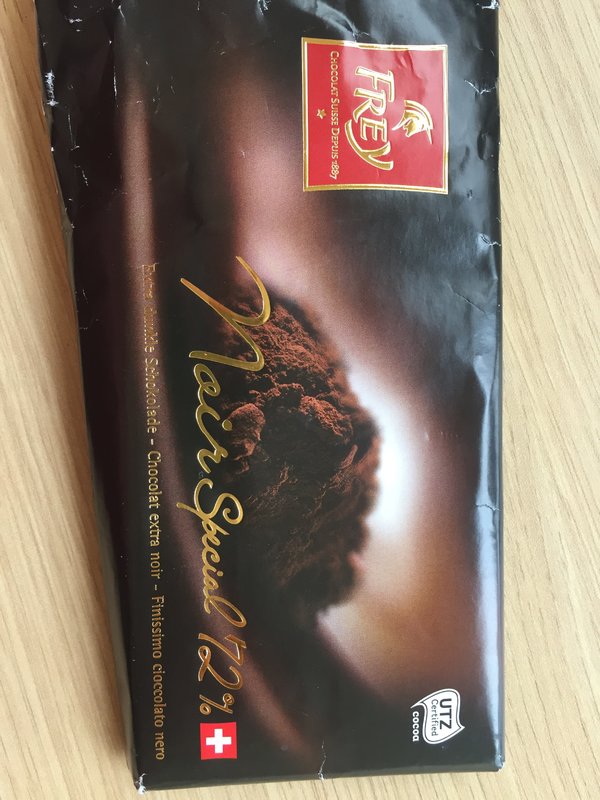 FREY
CHOCOLAT SUISSE DEPUIS 1887
Noir Special 72%
Extra dunkle Schokolade - Chocolat extra noir - Finissimo cioccolato nero
UTZ
Certified
cocoa